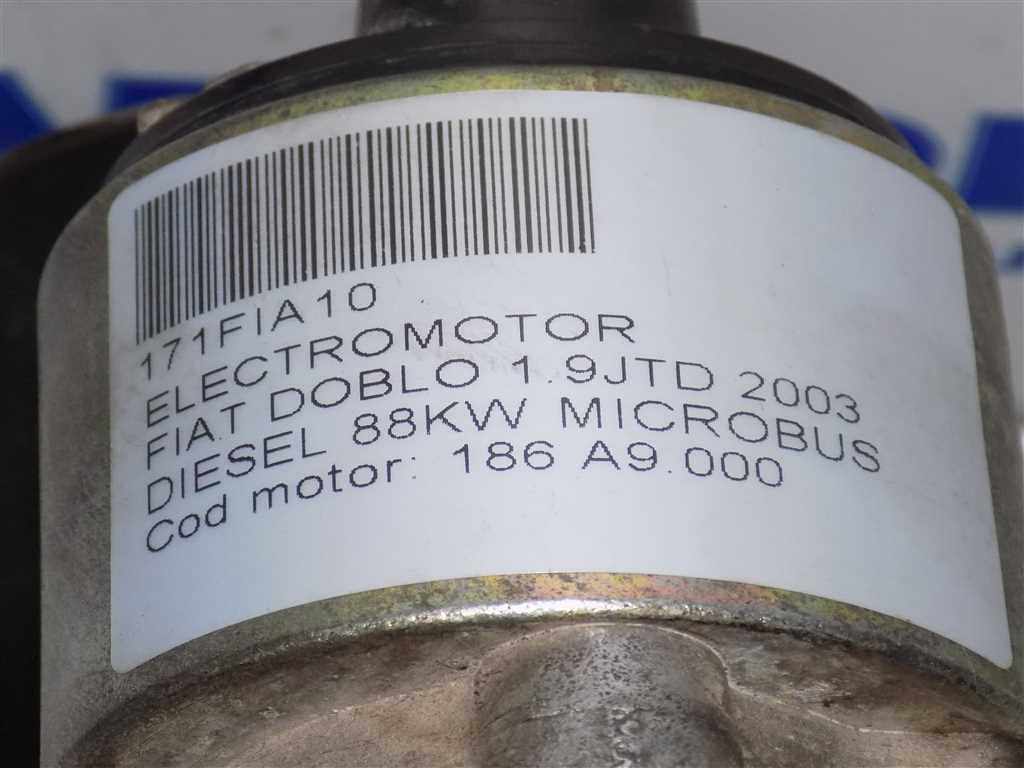 171FIA10
ELECTROMOTOR
FIAT DOBLO 1.9JTD 2003
DIESEL 88KW MICROBUS
Cod motor: 186 A9.000